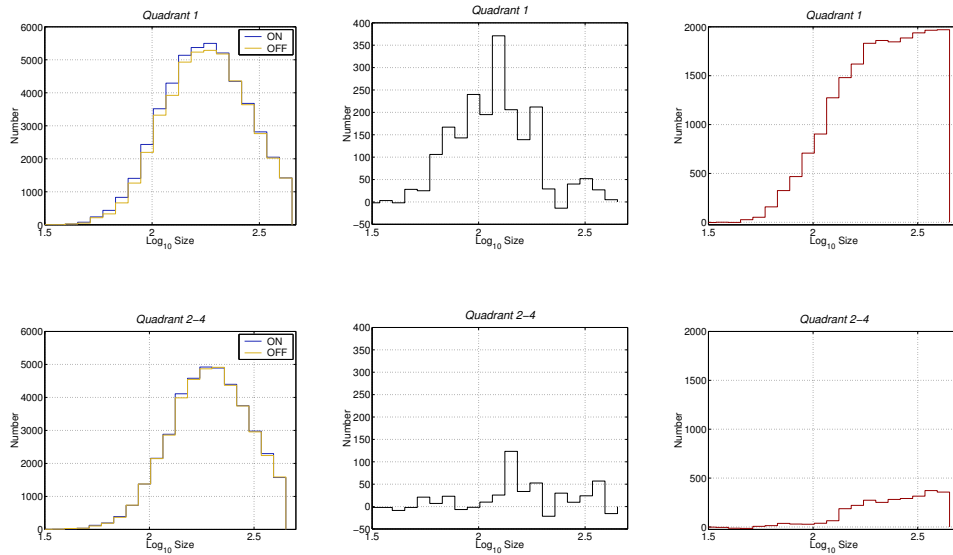 Quadrant 1
6000
5000
4000
3000
2000
1000
0
Number
1.5 2 2.5
Log10 Size
ON
OFF
Quadrant 1
400
350
300
250
200
150
100
50
0
−50
Number
1.5 2 2.5
Log10 Size
Quadrant 1
2000
1500
1000
500
0
Number
1.5 2 2.5
Log10 Size
Quadrant 2−4
6000
5000
4000
3000
2000
1000
0
Number
1.5 2 2.5
Log10 Size
ON
OFF
Quadrant 2−4
400
350
300
250
200
150
100
50
0
−50
Number
1.5 2 2.5
Log10 Size
Quadrant 2−4
2000
1500
1000
500
0
Number
1.5 2 2.5
Log10 Size